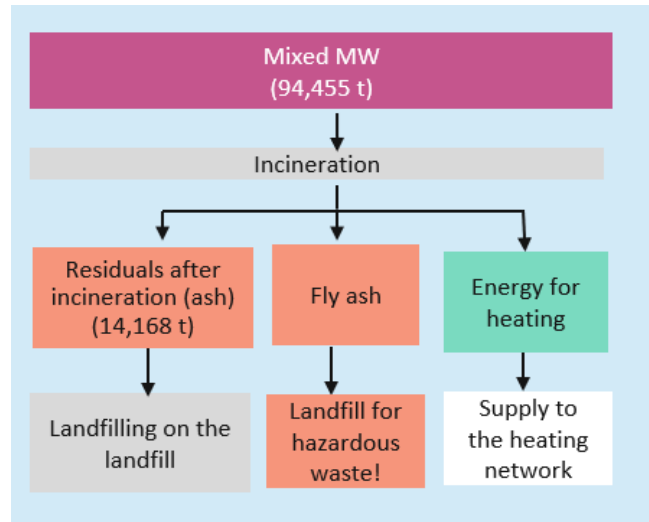 Mixed MW
(94,455 t)
Incineration
Residuals after
incineration (ash)
(14,168 t)
Fly ash
Energy for
heating
Landfilling on the
landfill
Landfill for
hazardous
waste!
Supply to
the heating
network